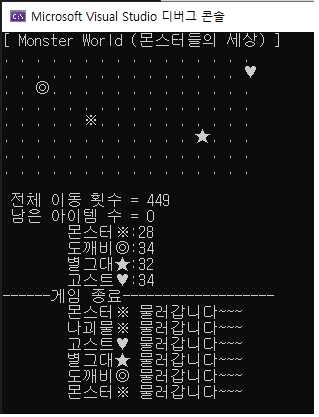 Microsoft Visual Studio 디버그 콘솔
[ Monster World (몬스터들의 세상) ]
. . . . . . . . . . . . . . . .
. . . . . . . . . . . . . . . ♥
. . ◎ . . . . . . . . . . . . .
. . . . . . . . . . . . . . . .
. . . . . ※ . . . . . . . . . .
. . . . . . . . . . . . ★ . . .
. . . . . . . . . . . . . . . .
. . . . . . . . . . . . . . . .
전체 이동 횟수 = 449
남은 아이템 수 = 0
몬스터※:28
도깨비◎:34
별그대★:32
고스트♥:34
------게임 종료-------------------
몬스터※ 물러갑니다~~~
나괴물※ 물러갑니다~~~
고스트♥ 물러갑니다~~~
별그대★ 물러갑니다~~~
도깨비◎ 물러갑니다~~~
몬스터※ 물러갑니다~~~